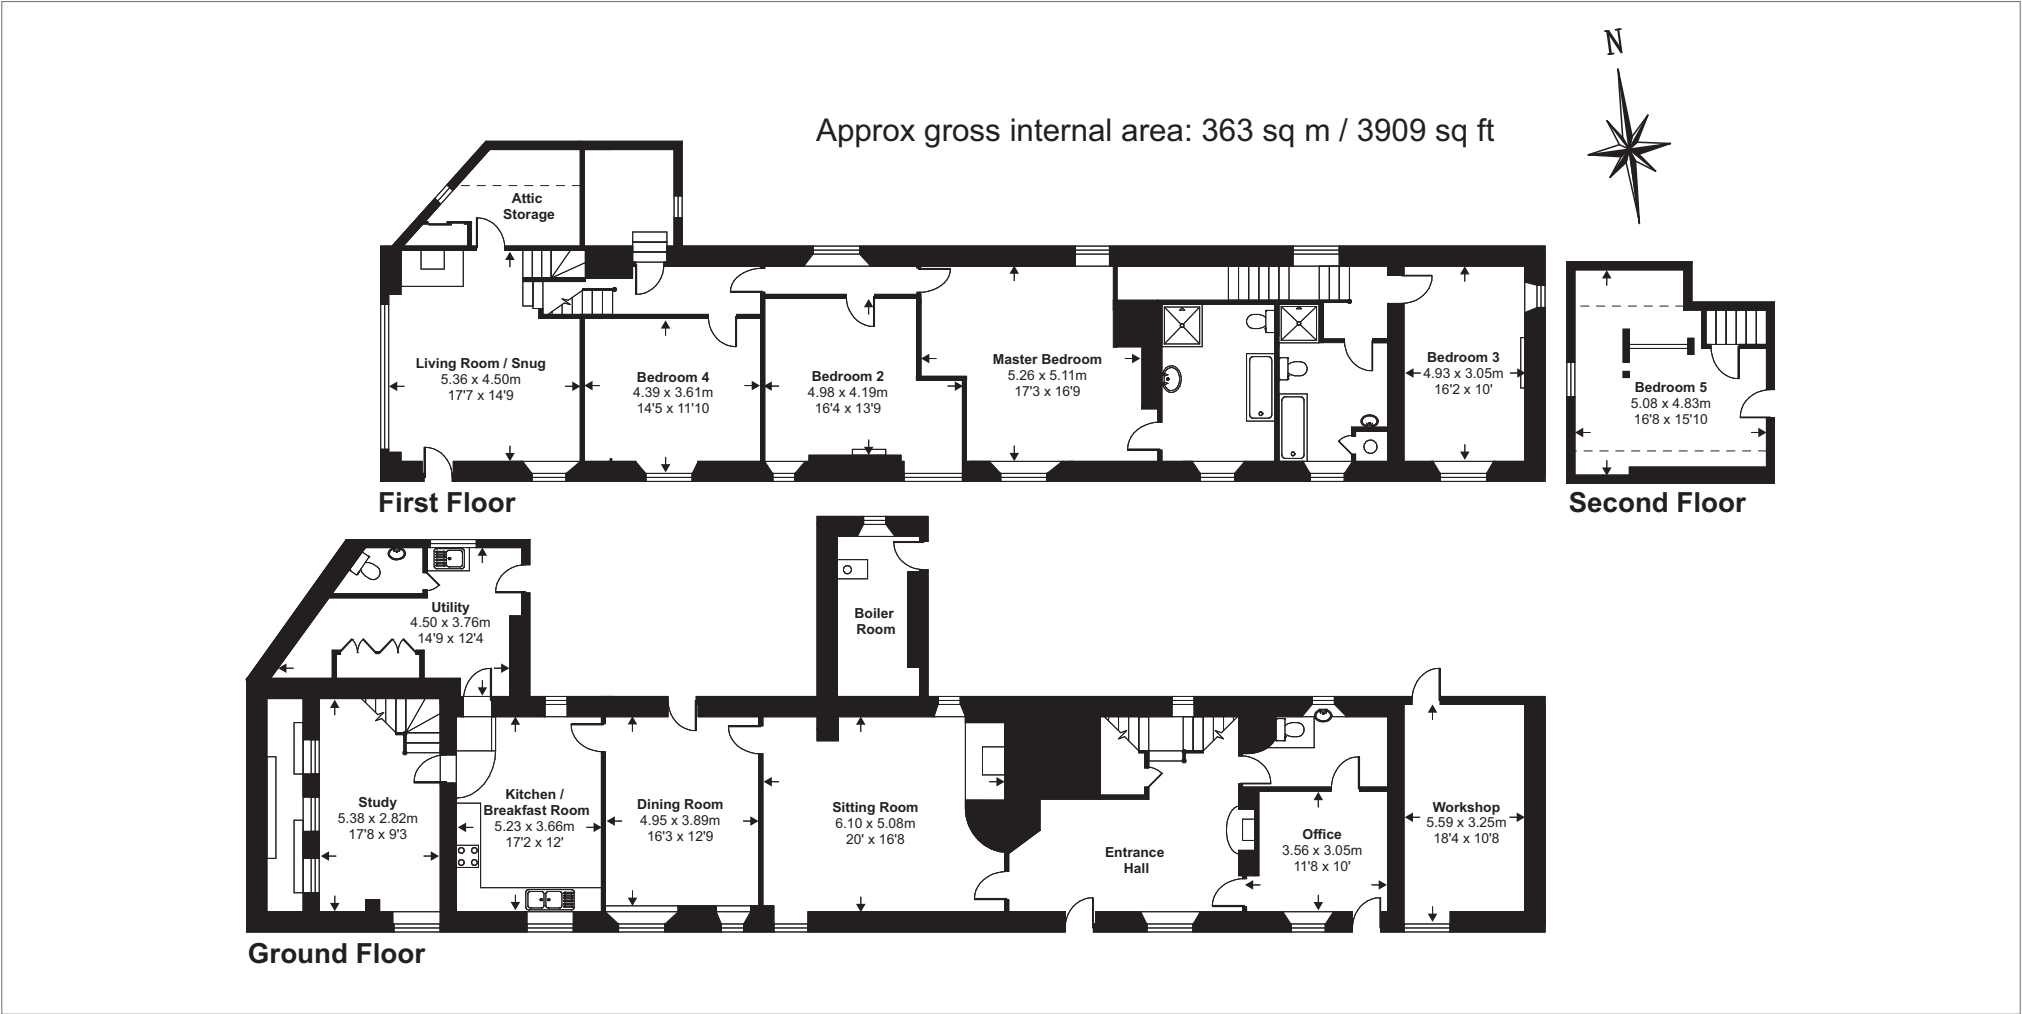 N
Approx gross internal area: 363 sq m / 3909 sq ft
Attic
Storage
Living Room / Snug
5.36 x 4.50m
17'7 x 14'9
Bedroom 4
4.39 x 3.61m
14'5 x 11'10
Bedroom 2
4.98 x 4.19m
16'4 x 13'9
Master Bedroom
5.26 x 5.11m
17'3 x 16'9
Bedroom 3
4.93 x 3.05m
16'2 x 10'
Bedroom 5
5.08 x 4.83m
16'8 x 15'10
First Floor
Second Floor
Utility
4.50 x 3.76m
14'9 x 12'4
Boiler
Room
Study
5.38 x 2.82m
17'8 x 9'3
Kitchen /
Breakfast Room
5.23 x 3.66m
17'2 x 12'
Dining Room
4.95 x 3.89m
16'3 x 12'9
Sitting Room
6.10 x 5.08m
20' x 16'8
Entrance
Hall
Office
3.56 x 3.05m
11'8 x 10'
Workshop
5.59 x 3.25m
18'4 x 10'8
Ground Floor